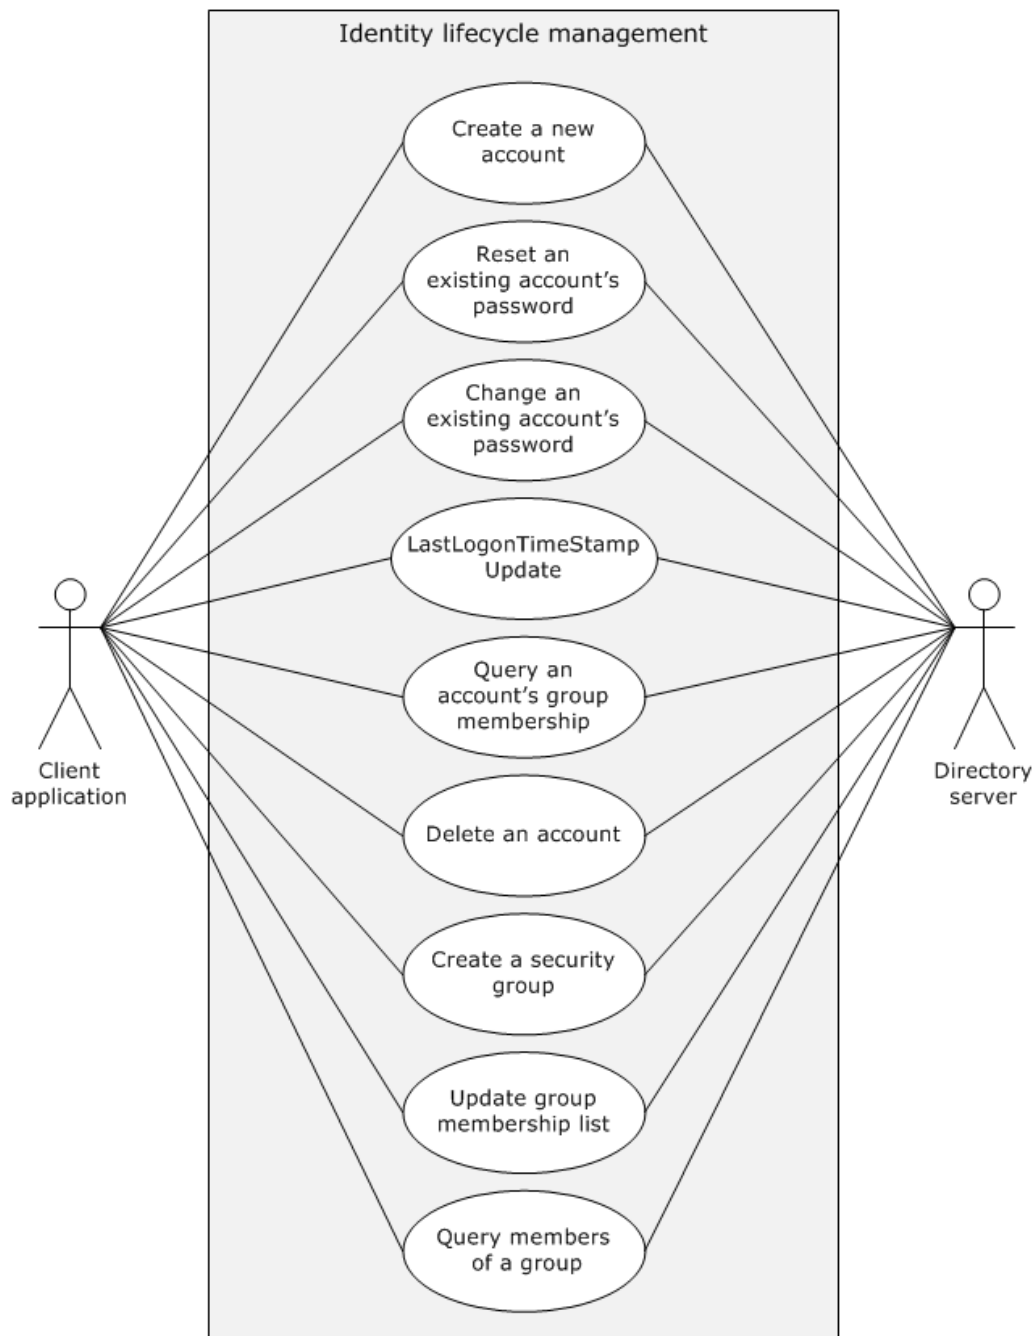 Identity lifecycle management
Create a new
account
Reset an
existing account's
password
Change an
existing account's
password
LastLogonTimeStamp
Update
Query an
account's group
membership
Client
application
Directory
server
Delete an account
Create a security
group
Update group
membership list
Query members
of a group